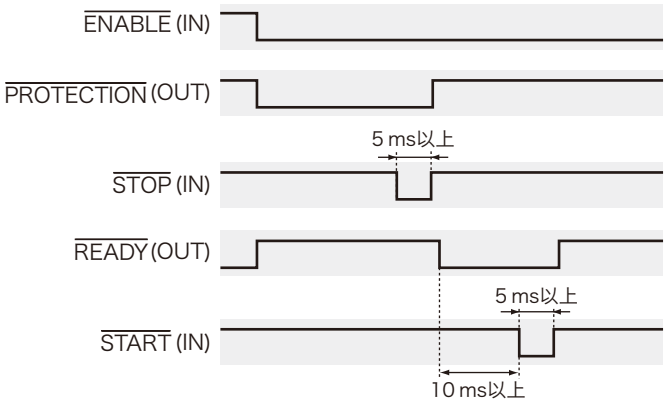 ENABLE (IN)
PROTECTION (OUT)
5 ms以上
STOP (IN)
READY (OUT)
5 ms以上
START (IN)
10 ms以上